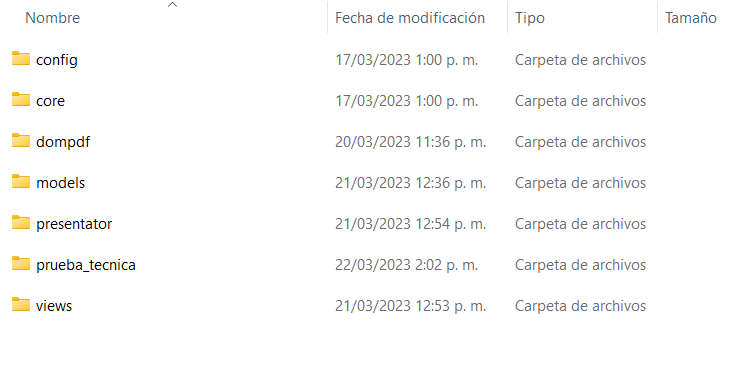 Nombre Fecha de modificación Tipo Tamaño
config 17/03/2023 1:00 p. m. Carpeta de archivos
core 17/03/2023 1:00 p. m. Carpeta de archivos
dompdf 20/03/2023 11:36 p. m. Carpeta de archivos
models 21/03/2023 12:36 p. m. Carpeta de archivos
presentator 21/03/2023 12:54 p. m. Carpeta de archivos
prueba_tecnica 22/03/2023 2:02 p. m. Carpeta de archivos
views 21/03/2023 12:53 p. m. Carpeta de archivos